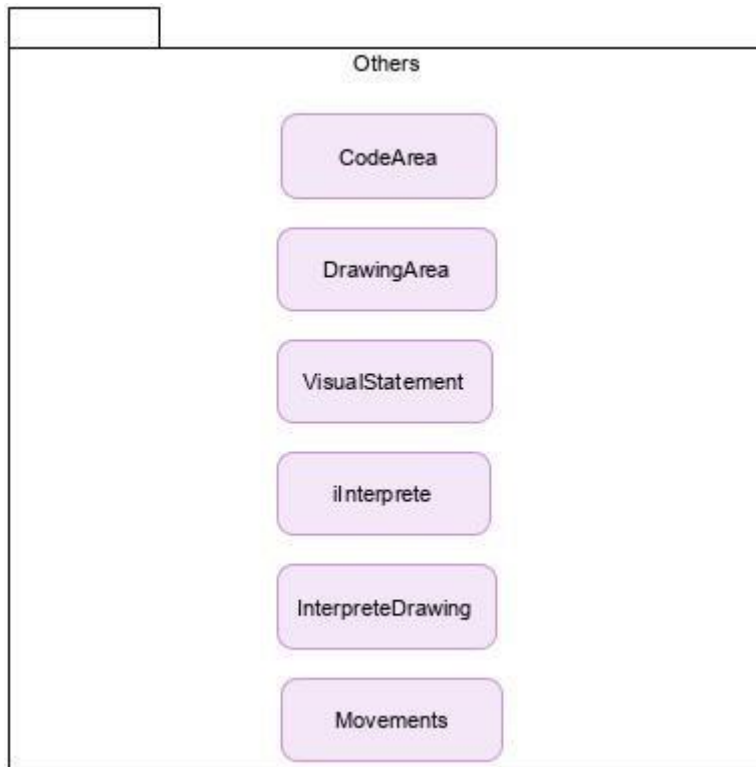 Others
CodeArea
DrawingArea
VisualStatement
iInterprete
InterpreteDrawing
Movements